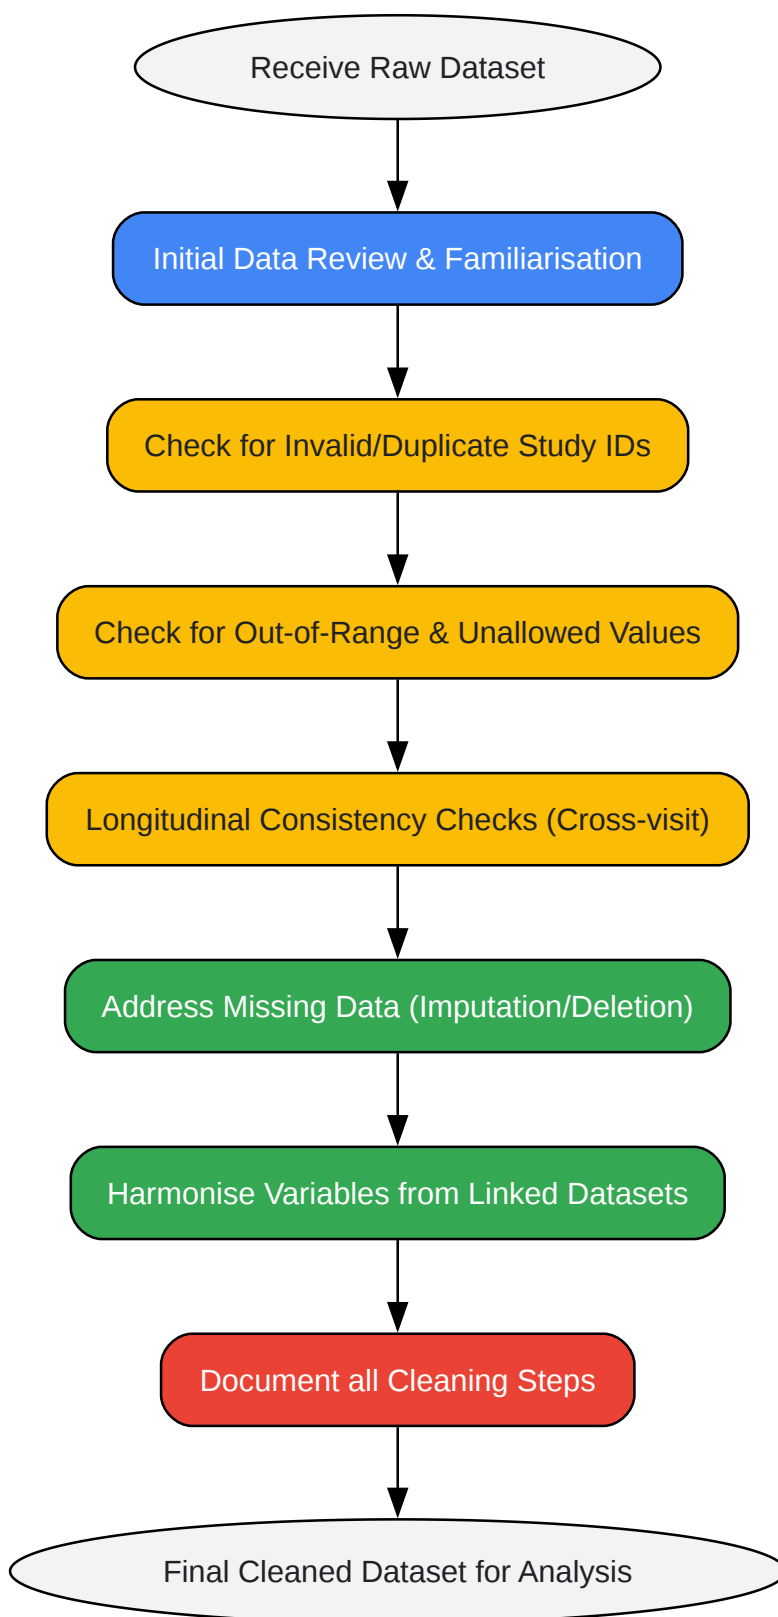 Receive Raw Dataset
Initial Data Review & Familiarisation
Check for Invalid/Duplicate Study IDs
Check for Out-of-Range & Unallowed Values
Longitudinal Consistency Checks (Cross-visit)
Address Missing Data (Imputation/Deletion)
Harmonise Variables from Linked Datasets
Document all Cleaning Steps
Final Cleaned Dataset for Analysis